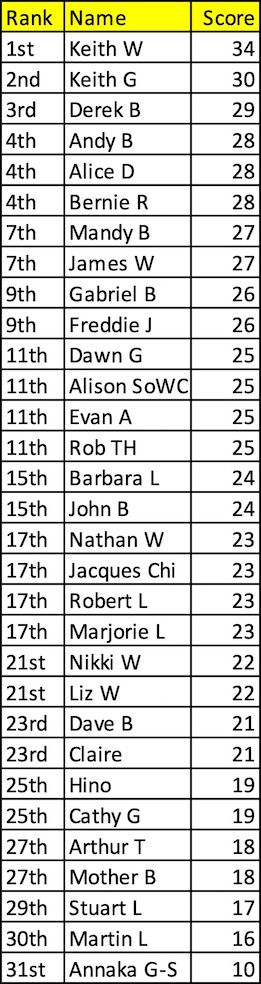 Rank Name Score
1st Keith W 34
2nd Keith G 30
3rd Derek B 29
4th Andy B 28
4th Alice D 28
4th Bernie R 28
7th Mandy B 27
7th James W 27
9th Gabriel B 26
9th Freddie J 26
11th Dawn G 25
11th Alison SoWC 25
11th Evan A 25
11th Rob TH 25
15th Barbara L 24
15th John B 24
17th Nathan W 23
17th Jacques Chi 23
17th Robert L 23
17th Marjorie L 23
21st Nikki W 22
21st Liz W 22
23rd Dave B 21
23rd Claire 21
25th Hino 19
25th Cathy G 19
27th Arthur T 18
27th Mother B 18
29th Stuart L 17
30th Martin L 16
31st Annaka G-S 10